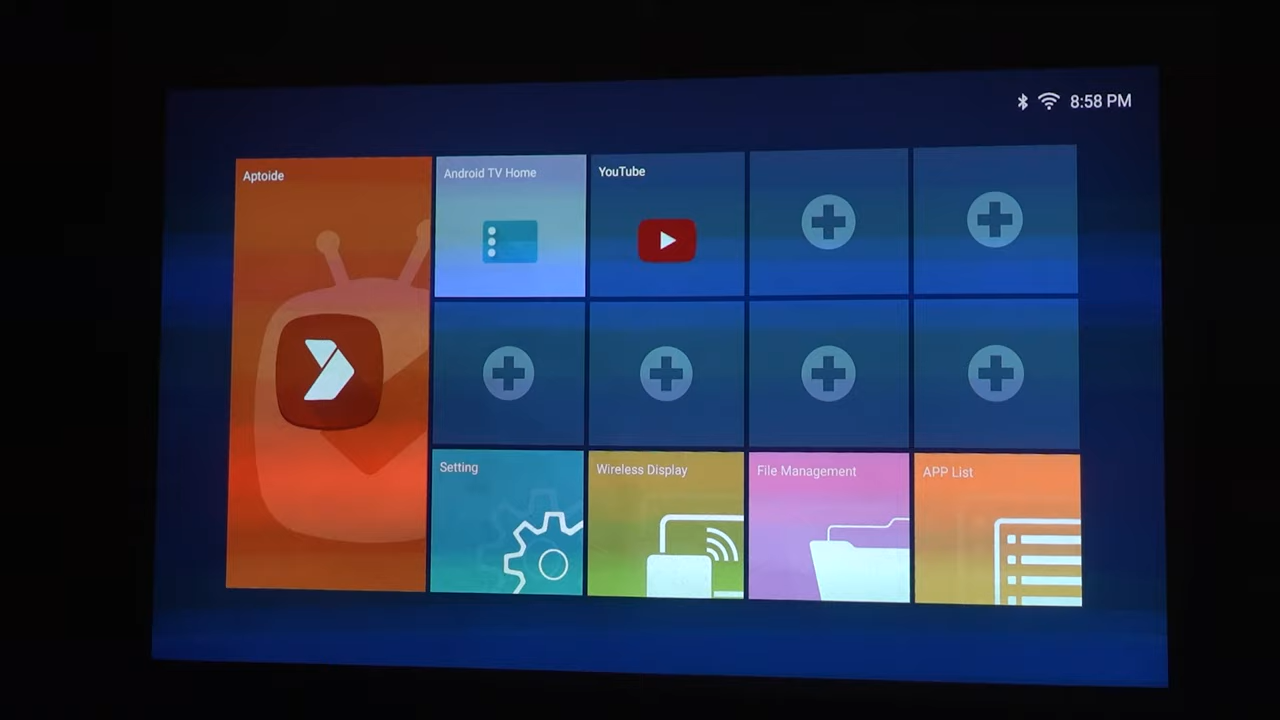 8:58 PM
Aptoide
Android TV Home
YouTube
Setting
Wireless Display
File Management
APP List